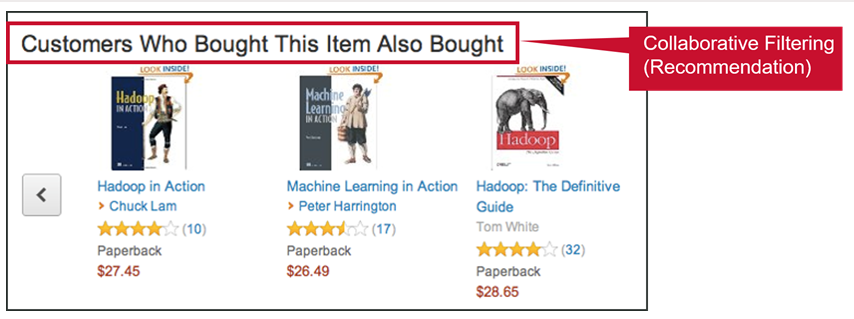 Customers Who Bought This Item Also Bought
Collaborative Filtering
(Recommendation)
LOOK INSIDE!
Hadoop
IN ACTION
Hadoop in Action
Chuck Lam
(10)
Paperback
$27.45
LOOK INSIDE!
Machine
Learning
IN ACTION
Machine Learning in Action
Peter Harrington
(17)
Paperback
$26.49
LOOK INSIDE!
Hadoop
O'REILLY
Hadoop: The Definitive
Guide
Tom White
(32)
Paperback
$28.65